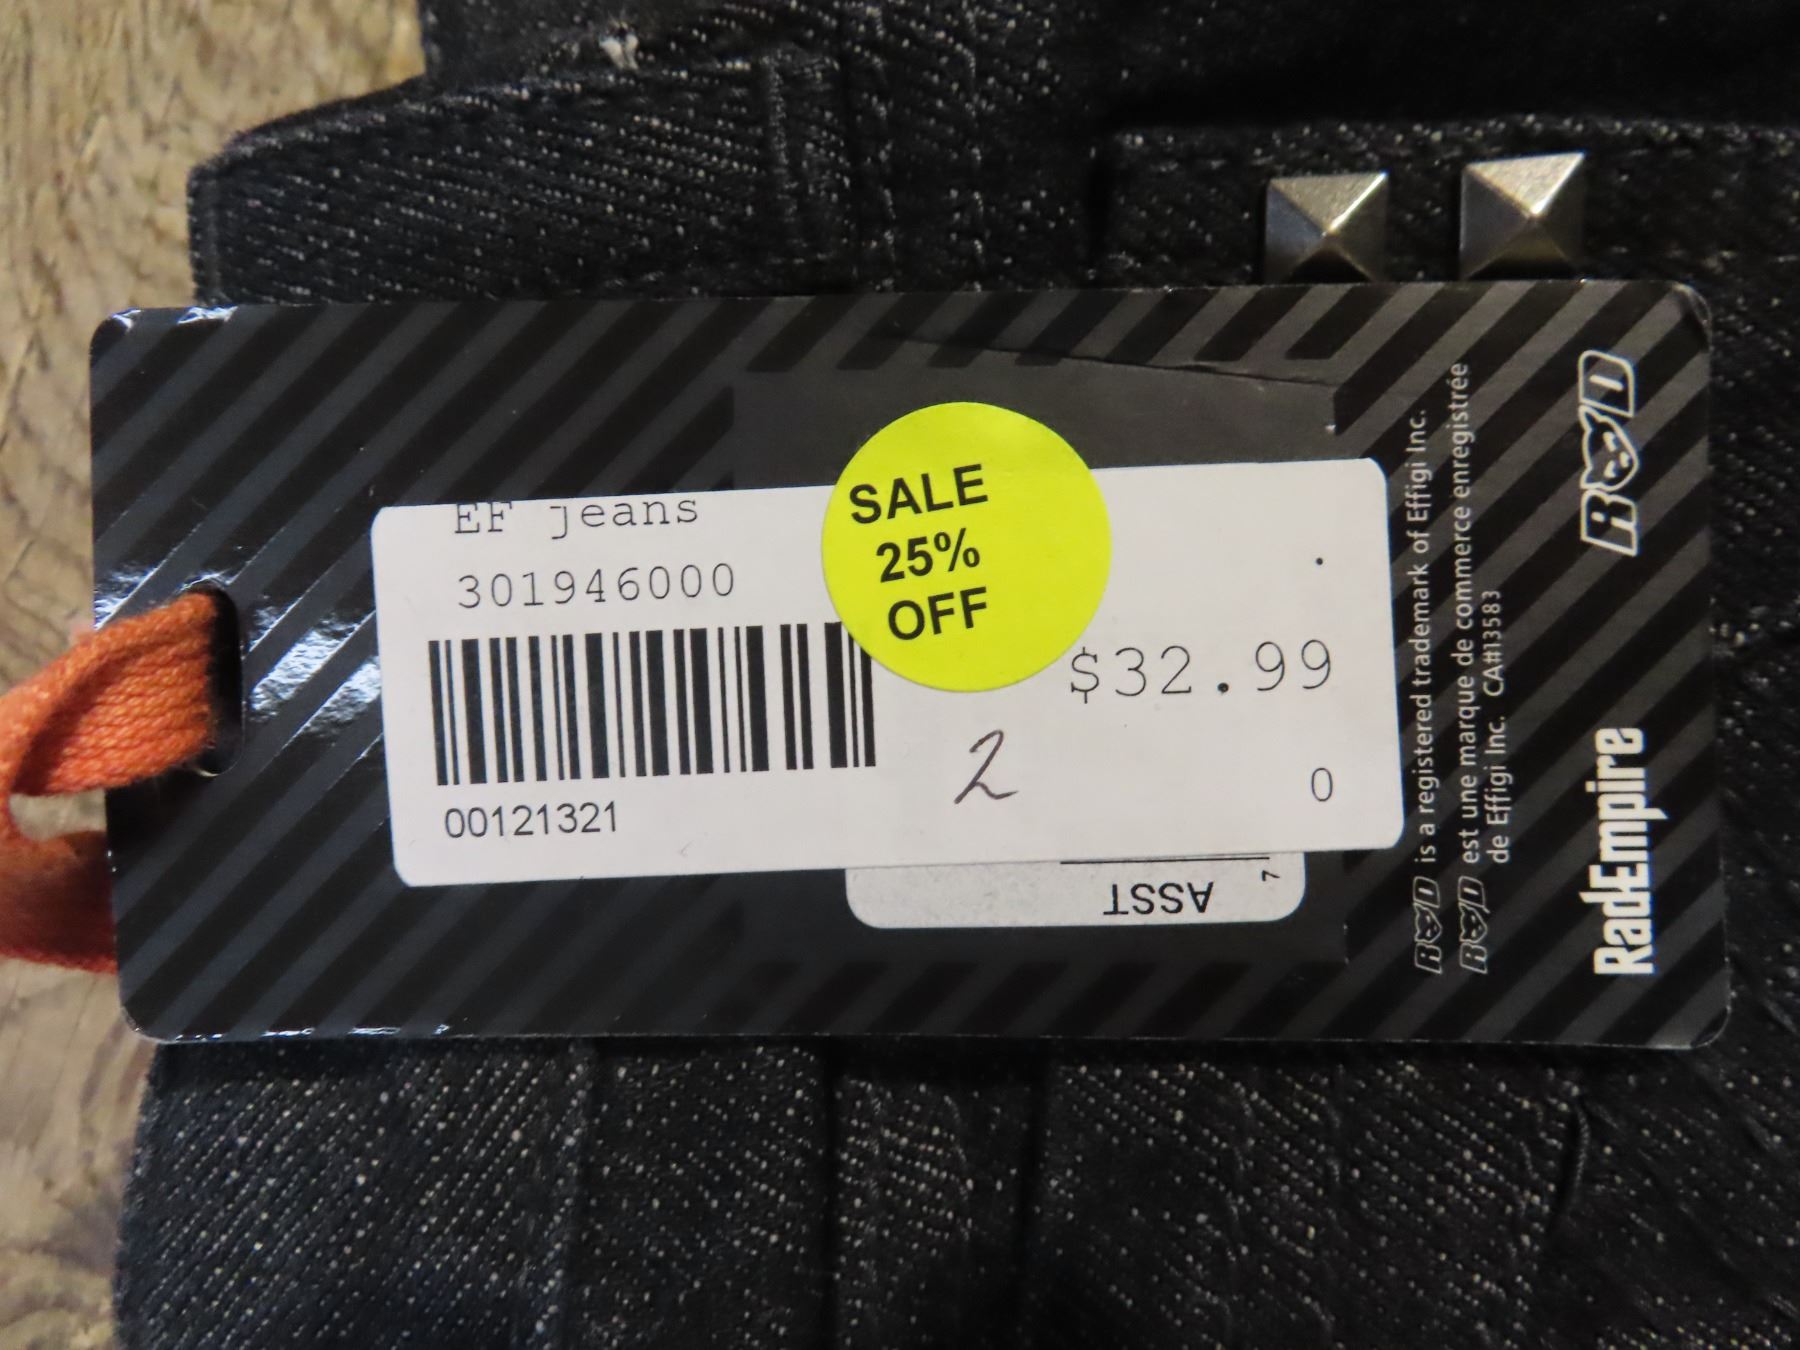 EF jeans
301946000
00121321
SALE
25%
OFF
$32.99
2
0
ASST
7
RAD is a registered trademark of Effigi Inc.
RAD est une marque de commerce enregistrée
de Effigi Inc. CA#13583
RadEmpire
RAD